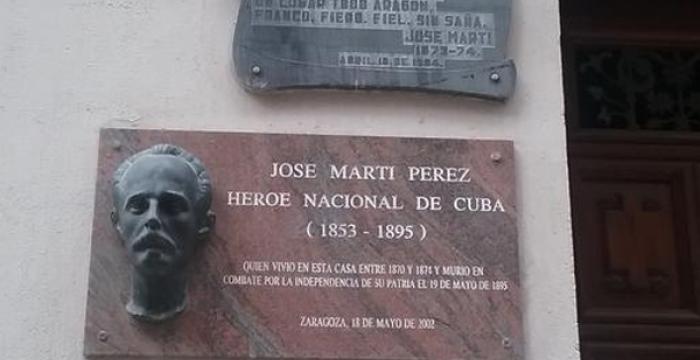 DE LUNAR TODO ARAGON,
FRANCO, FIERO, FIEL, SIN SAÑA.
JOSE MARTI
(1873-74.
ABRIL 18 DE 1984.
JOSE MARTI PEREZ
HEROE NACIONAL DE CUBA
( 1853 - 1895 )
QUIEN VIVIO EN ESTA CASA ENTRE 1870 Y 1874 Y MURIO EN
COMBATE POR LA INDEPENDENCIA DE SU PATRIA EL 19 DE MAYO DE 1895
ZARAGOZA, 18 DE MAYO DE 2002